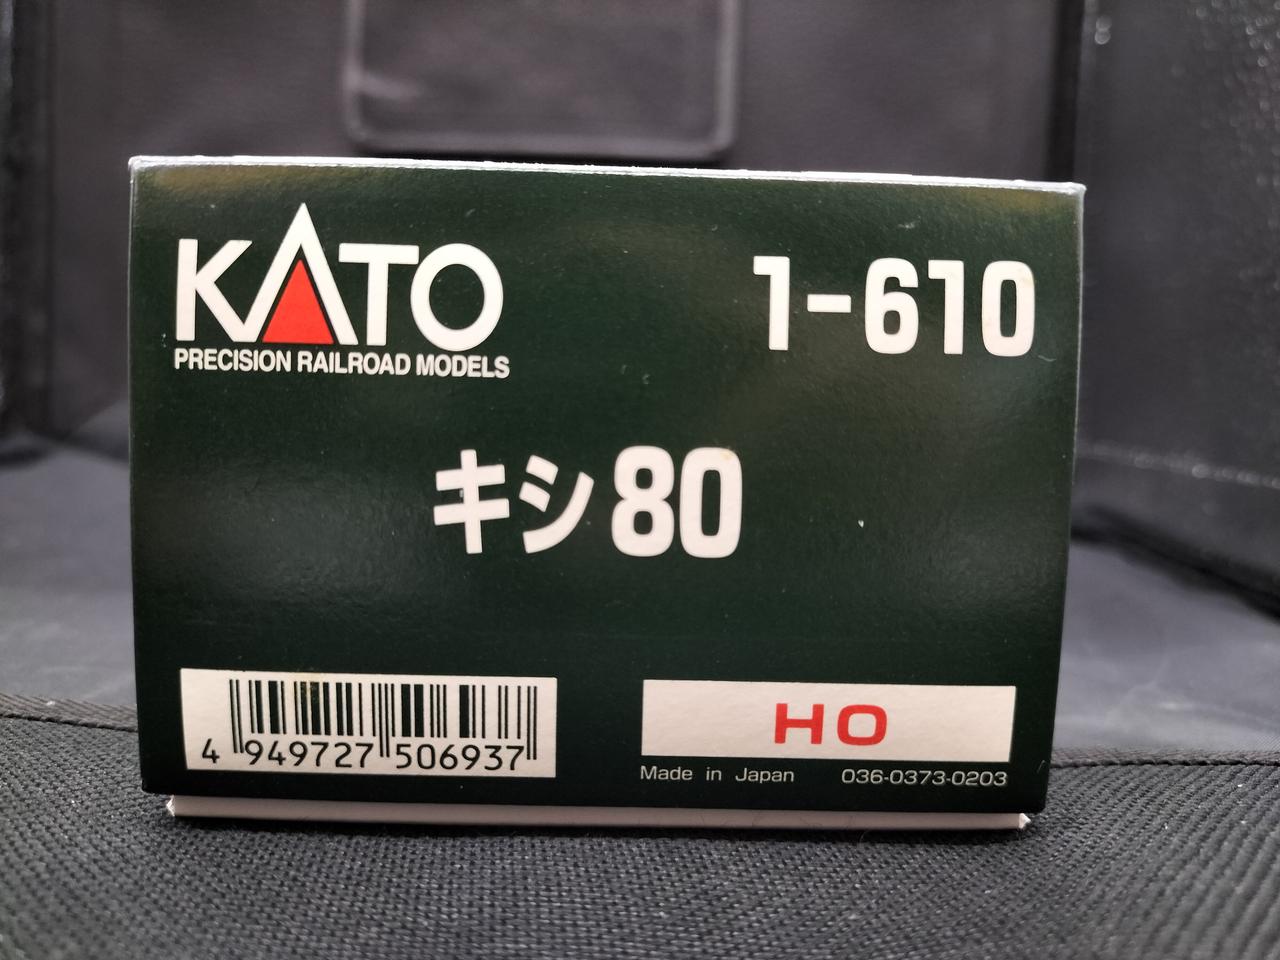 KATO
PRECISION RAILROAD MODELS
1-610
キシ80
4 949727 506937
HO
Made in Japan 036-0373-0203